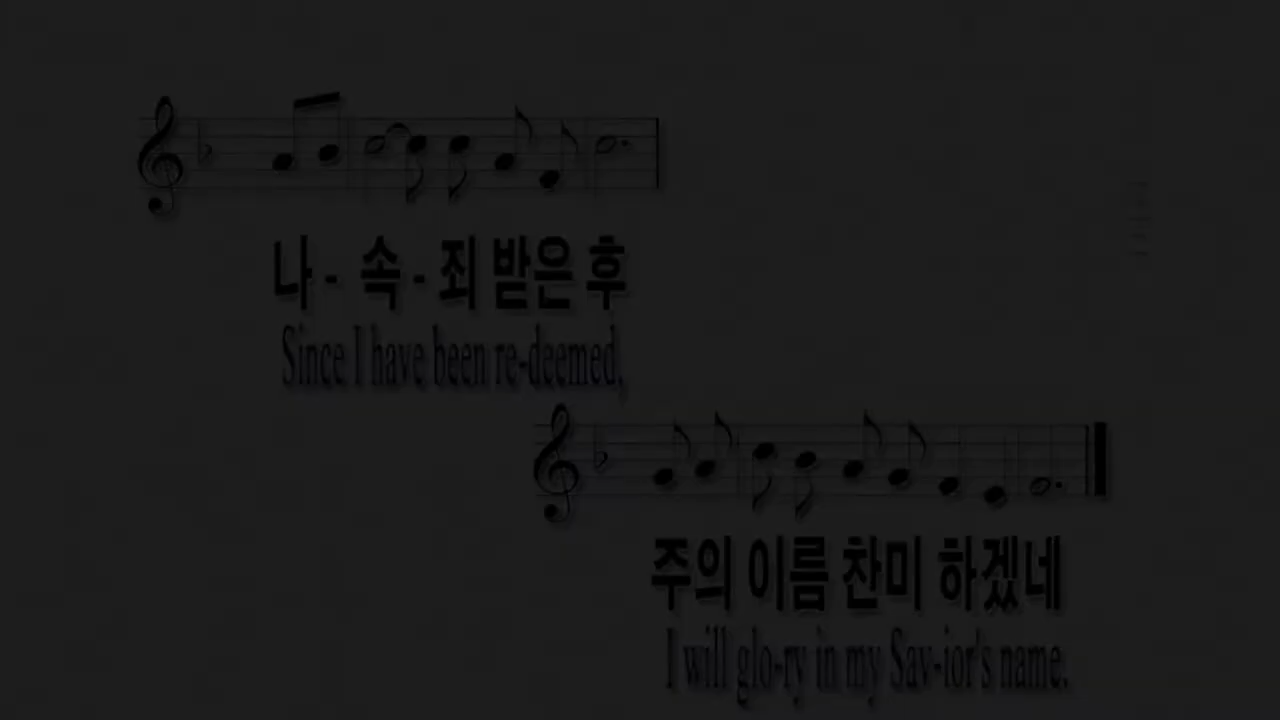 나 - 속 - 죄 받은 후
Since I have been re-deemed,
주의 이름 찬미 하겠네
I will glo-ry in my Sav-ior's name.